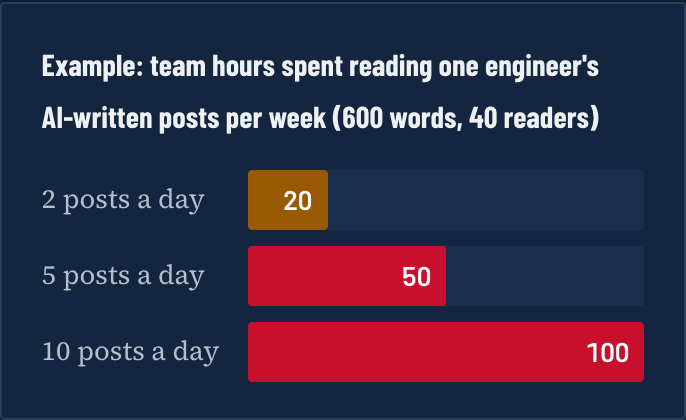 Example: team hours spent reading one engineer's
AI-written posts per week (600 words, 40 readers)
2 posts a day
20
5 posts a day
50
10 posts a day
100